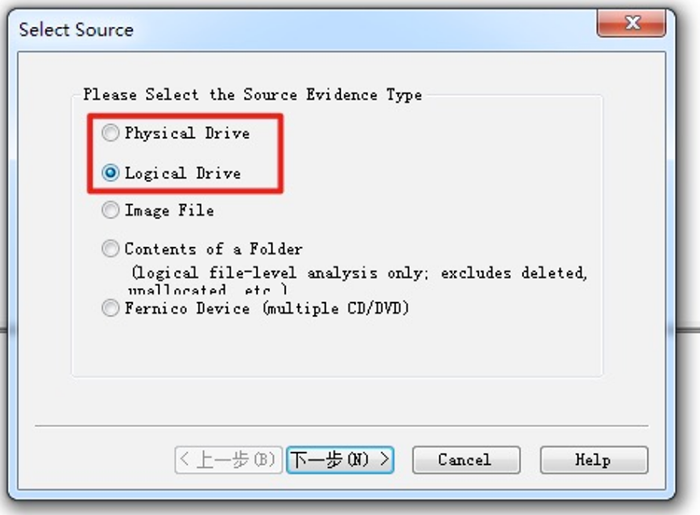 Select Source
Please Select the Source Evidence Type
Physical Drive
Logical Drive
Image File
Contents of a Folder
(logical file-level analysis only; excludes deleted,
unallocated, etc.)
Fernico Device (multiple CD/DVD)
< 上一步(B)
下一步(N) >
Cancel
Help